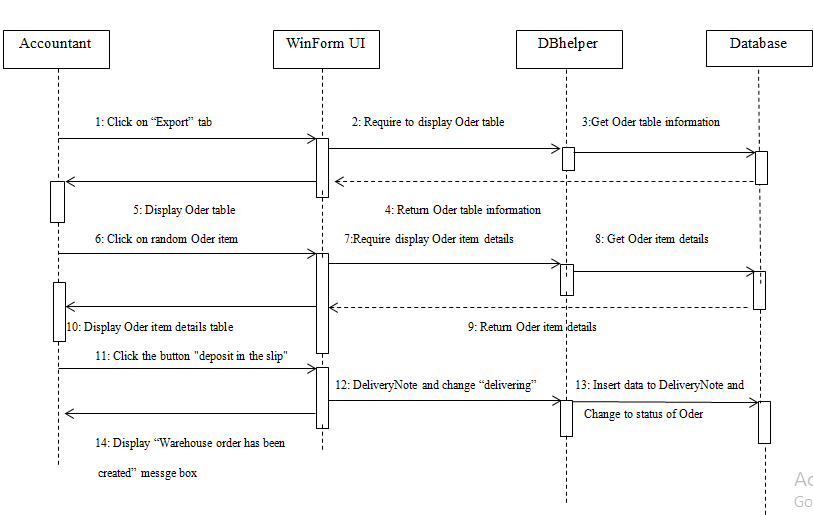 Accountant
WinForm UI
DBhelper
Database
1: Click on “Export” tab
2: Require to display Oder table
3:Get Oder table information
5: Display Oder table
4: Return Oder table information
6: Click on random Oder item
7:Require display Oder item details
8: Get Oder item details
10: Display Oder item details table
9: Return Oder item details
11: Click the button "deposit in the slip"
12: DeliveryNote and change “delivering”
13: Insert data to DeliveryNote and
Change to status of Oder
14: Display “Warehouse order has been
created” messge box
Go